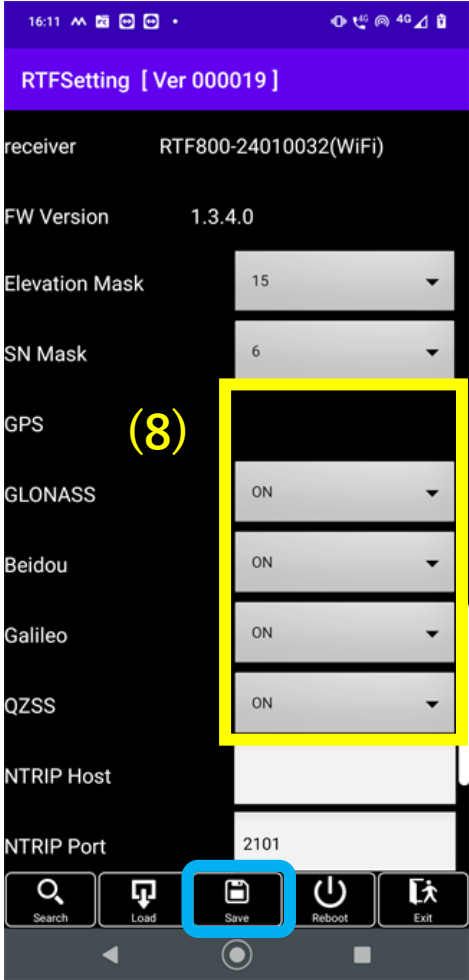 16:11 4G 4G
RTFSetting [ Ver 000019 ]
receiver RTF800-24010032(WiFi)
FW Version 1.3.4.0
Elevation Mask 15
SN Mask 6
GPS (8)
GLONASS ON
Beidou ON
Galileo ON
QZSS ON
NTRIP Host
NTRIP Port 2101
Search Load Save Reboot Exit